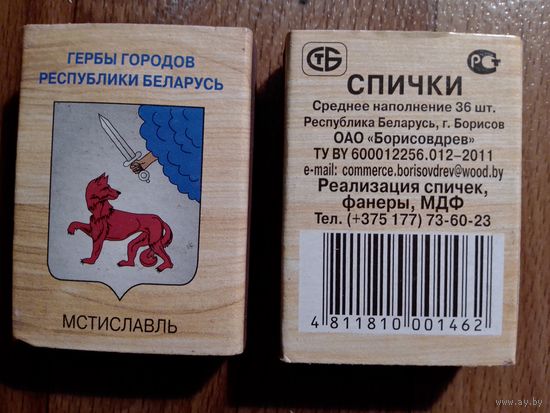 ГЕРБЫ ГОРОДОВ
РЕСПУБЛИКИ БЕЛАРУСЬ
МСТИСЛАВЛЬ
СТБ
РСТ
СПИЧКИ
Среднее наполнение 36 шт.
Республика Беларусь, г. Борисов
ОАО “Борисовдрев”
ТУ BY 600012256.012–2011
e-mail: commerce.borisovdrev@wood.by
Реализация спичек,
фанеры, МДФ
Тел. (+375 177) 73-60-23
4 811810 001462
www.ay.by